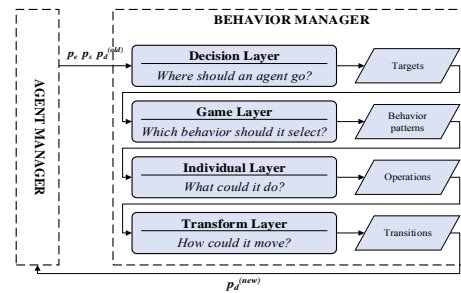 BEHAVIOR MANAGER
AGENT MANAGER
p_e p_s p_d^(old)
Decision Layer
Where should an agent go?
Targets
Game Layer
Which behavior should it select?
Behavior
patterns
Individual Layer
What could it do?
Operations
Transform Layer
How could it move?
Transitions
p_d^(new)